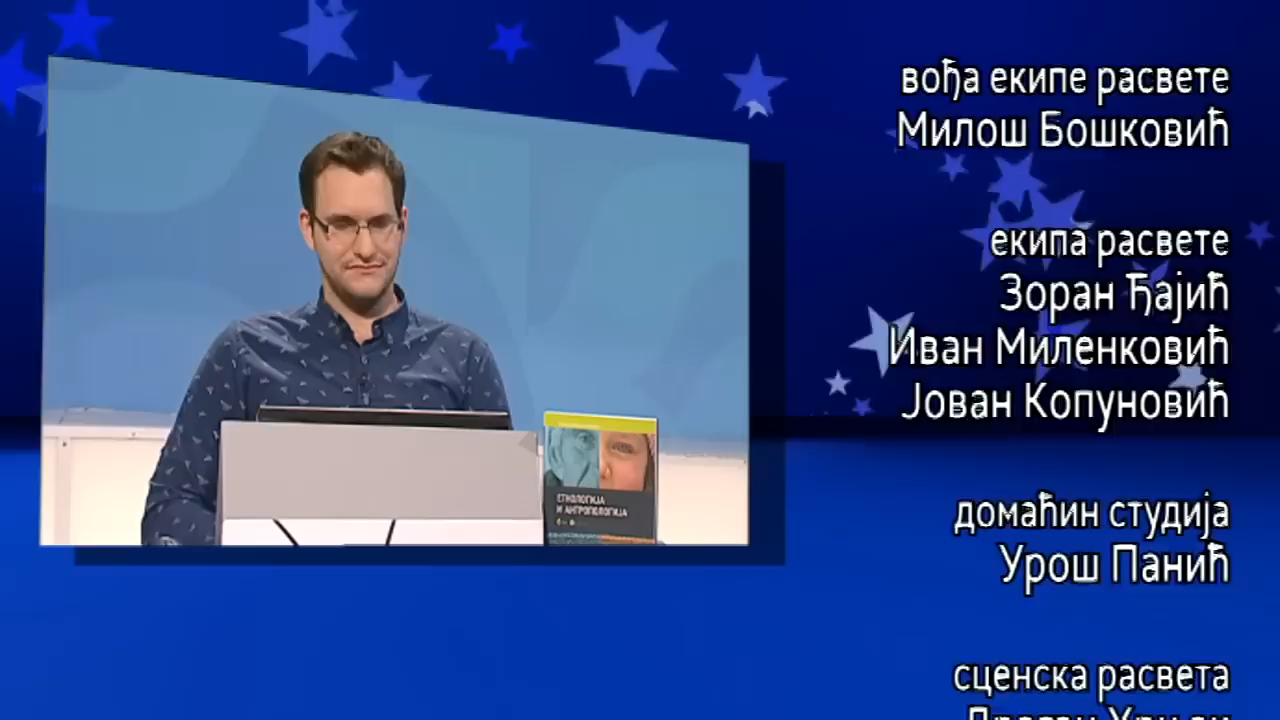 вођа екипе расвете
Милош Бошковић
екипа расвете
Зоран Ђајић
Иван Миленковић
Јован Копуновић
домаћин студија
Урош Панић
сценска расвета
ЕТНОЛОГИЈА
И АНТРОПОЛОГИЈА